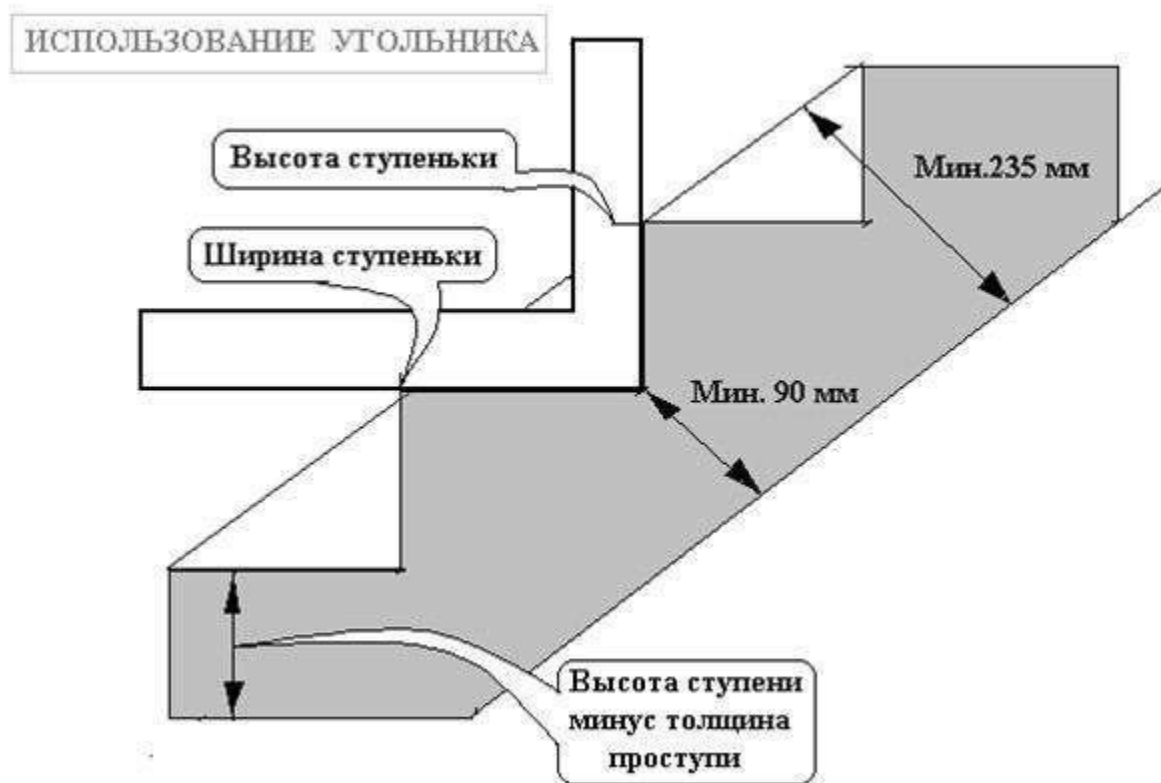 ИСПОЛЬЗОВАНИЕ УГОЛЬНИКА
Высота ступеньки
Мин.235 мм
Ширина ступеньки
Мин. 90 мм
Высота ступени
минус толщина
проступи